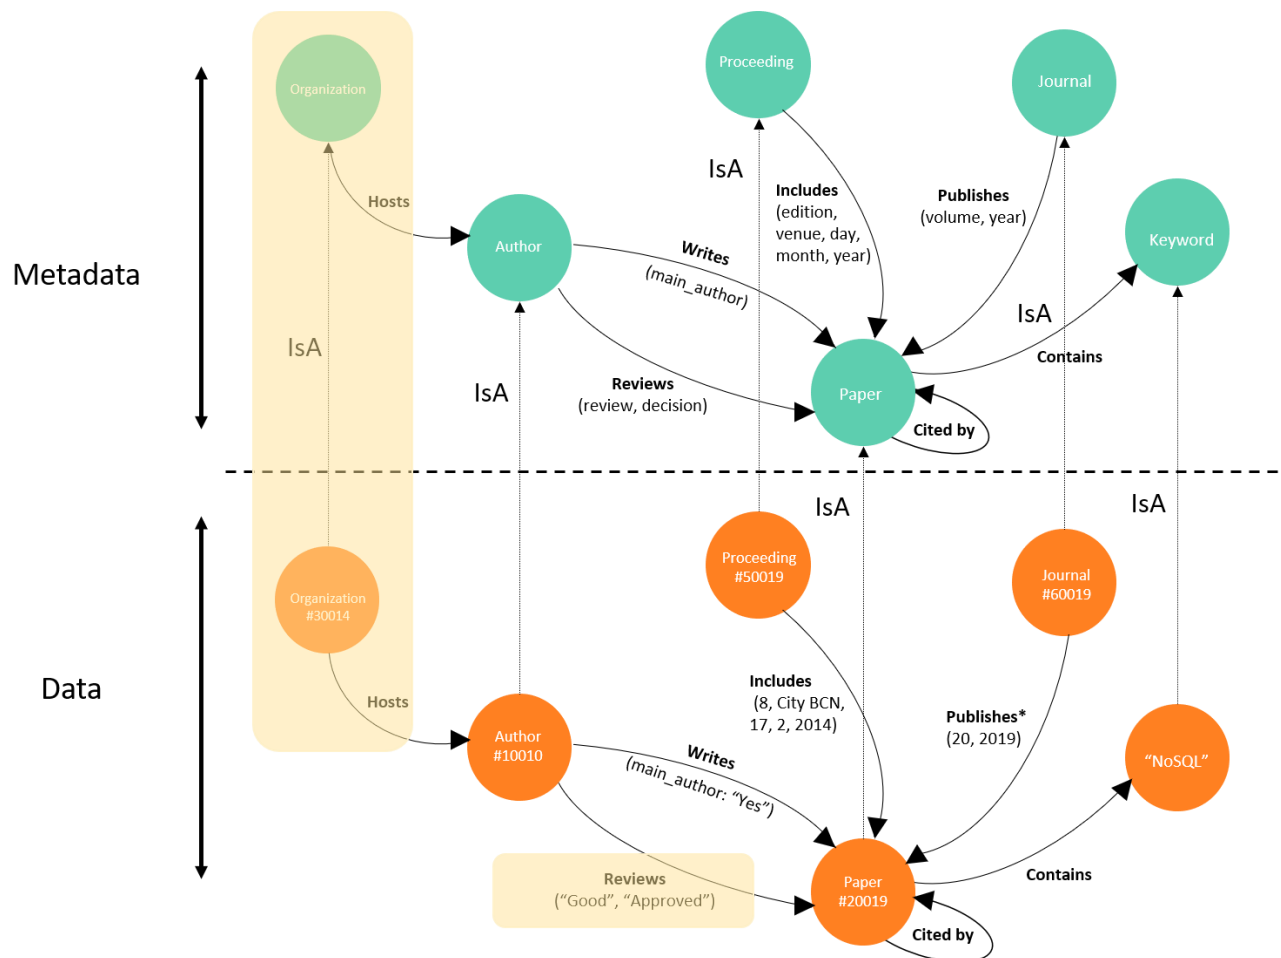 Proceeding
Journal
Organization
IsA
Hosts
Includes
(edition,
venue, day,
month, year)
Publishes
(volume, year)
Author
Writes
(main_author)
Keyword
Metadata
IsA
IsA
Contains
Reviews
(review, decision)
IsA
Paper
Cited by
IsA
IsA
Proceeding
#50019
Journal
#60019
Organization
#30014
Data
Hosts
Includes
(8, City BCN,
17, 2, 2014)
Publishes*
(20, 2019)
Author
#10010
Writes
(main_author: “Yes”)
“NoSQL”
Reviews
(“Good”, “Approved”)
Paper
#20019
Contains
Cited by